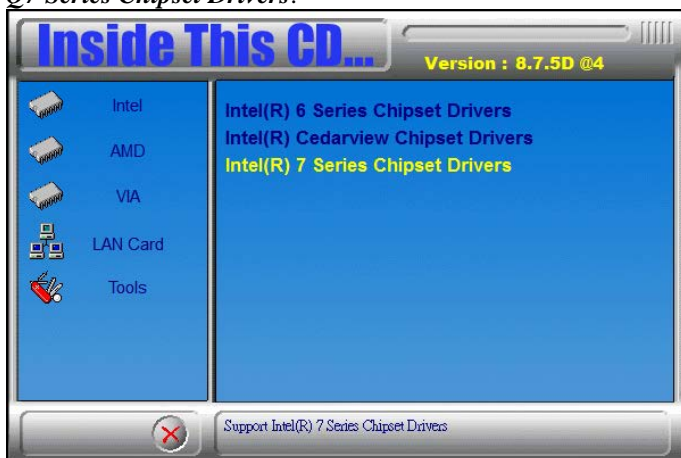 Q7 Series Chipset Drivers.
Inside This CD...
Version : 8.7.5D @4
Intel
AMD
VIA
LAN Card
Tools
Intel(R) 6 Series Chipset Drivers
Intel(R) Cedarview Chipset Drivers
Intel(R) 7 Series Chipset Drivers
Support Intel(R) 7 Series Chipset Drivers